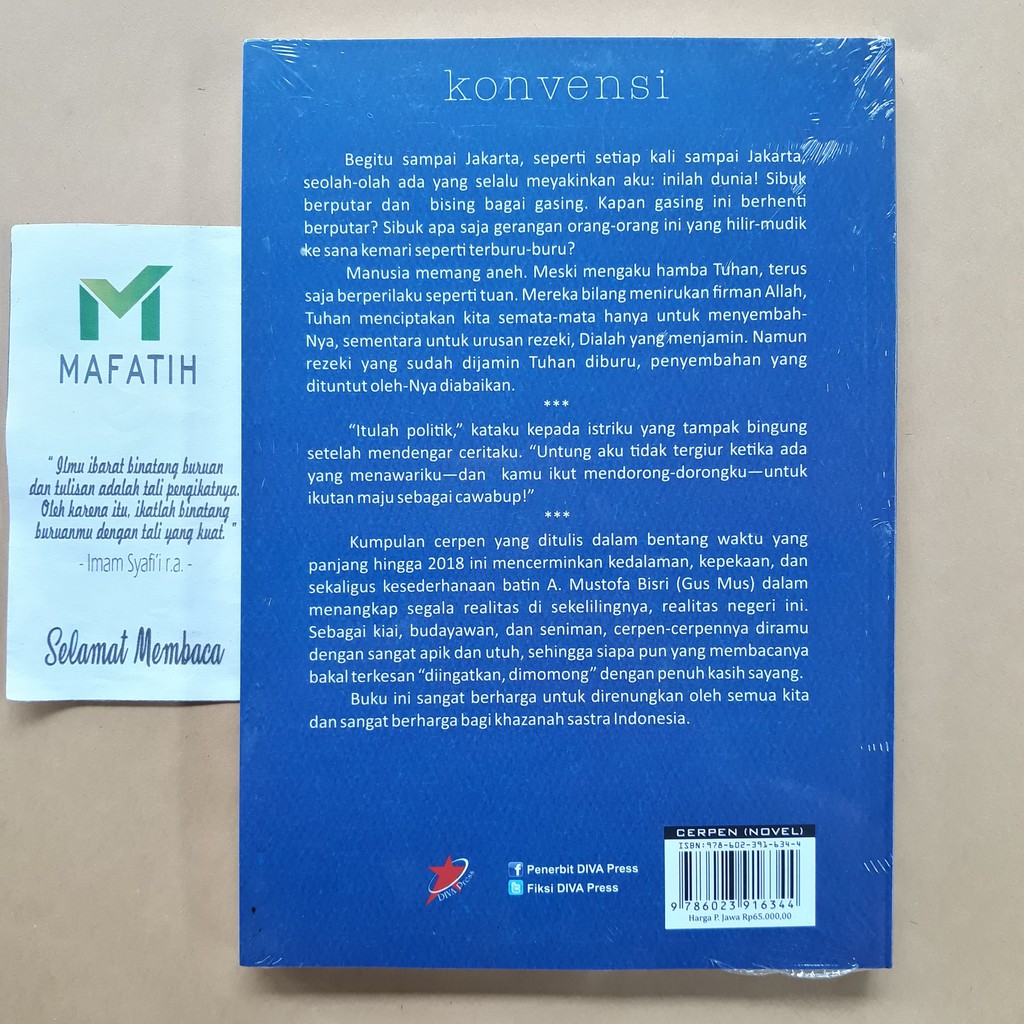 konvensi
Begitu sampai Jakarta, seperti setiap kali sampai Jakarta,
seolah-olah ada yang selalu meyakinkan aku: inilah dunia! Sibuk
berputar dan bising bagai gasing. Kapan gasing ini berhenti
berputar? Sibuk apa saja gerangan orang-orang ini yang hilir-mudik
ke sana kemari seperti terburu-buru?
Manusia memang aneh. Meski mengaku hamba Tuhan, terus
saja berperilaku seperti tuan. Mereka bilang menirukan firman Allah,
Tuhan menciptakan kita semata-mata hanya untuk menyembah-
Nya, sementara untuk urusan rezeki, Dialah yang menjamin. Namun
rezeki yang sudah dijamin Tuhan diburu, penyembahan yang
dituntut oleh-Nya diabaikan.
***
“Itulah politik,” kataku kepada istriku yang tampak bingung
setelah mendengar ceritaku. “Untung aku tidak tergiur ketika ada
yang menawariku—dan kamu ikut mendorong-dorongku—untuk
ikutan maju sebagai cawabup!”
***
Kumpulan cerpen yang ditulis dalam bentang waktu yang
panjang hingga 2018 ini mencerminkan kedalaman, kepekaan, dan
sekaligus kesederhanaan batin A. Mustofa Bisri (Gus Mus) dalam
menangkap segala realitas di sekelilingnya, realitas negeri ini.
Sebagai kiai, budayawan, dan seniman, cerpen-cerpennya diramu
dengan sangat apik dan utuh, sehingga siapa pun yang membacanya
bakal terkesan “diingatkan, dimomong” dengan penuh kasih sayang.
Buku ini sangat berharga untuk direnungkan oleh semua kita
dan sangat berharga bagi khazanah sastra Indonesia.
MAFATIH
“ Ilmu ibarat binatang buruan
dan tulisan adalah tali pengikatnya.
Oleh karena itu, ikatlah binatang
buruanmu dengan tali yang kuat. ”
- Imam Syafi'i r.a. -
Selamat Membaca
DIVA Press
Penerbit DIVA Press
Fiksi DIVA Press
CERPEN (NOVEL)
ISBN: 978-602-391-634-4
9 786023 916344
Harga P. Jawa Rp65.000,00